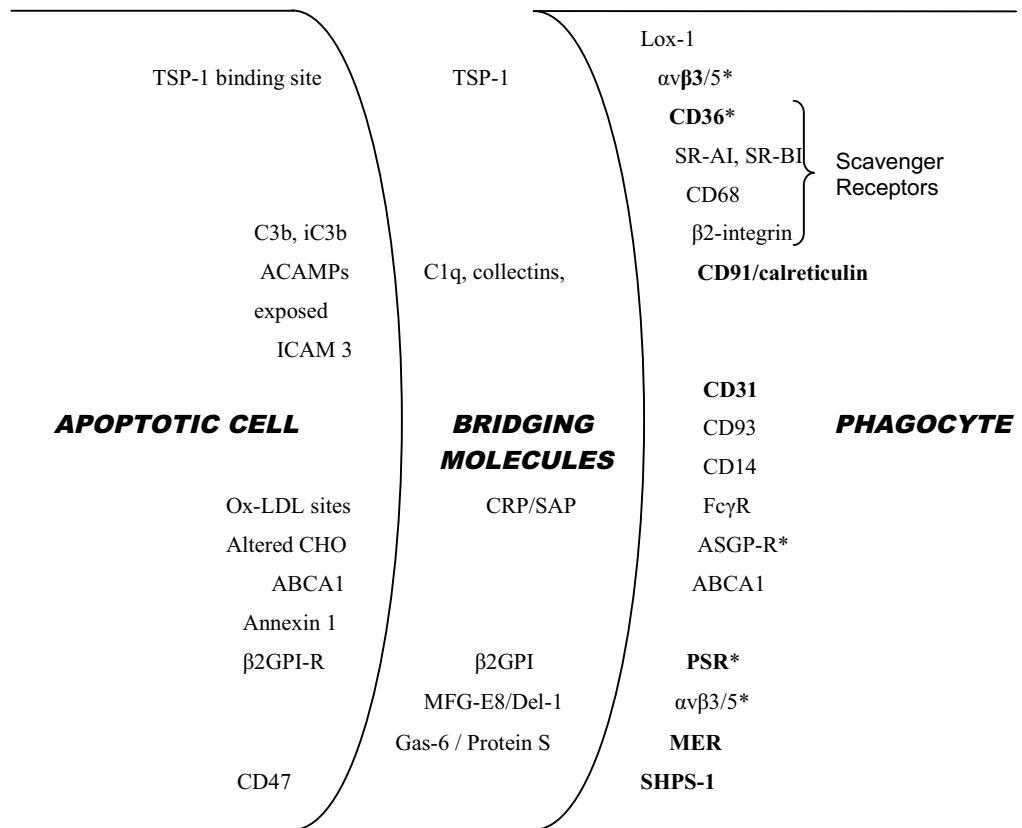 Lox-1
TSP-1 binding site TSP-1 αvβ3/5*
CD36*
SR-AI, SR-BI Scavenger
CD68 Receptors
C3b, iC3b β2-integrin
ACAMPs C1q, collectins, CD91/calreticulin
exposed
ICAM 3
CD31
APOPTOTIC CELL BRIDGING CD93 PHAGOCYTE
MOLECULES CD14
Ox-LDL sites CRP/SAP FcγR
Altered CHO ASGP-R*
ABCA1 ABCA1
Annexin 1
β2GPI-R β2GPI PSR*
MFG-E8/Del-1 αvβ3/5*
Gas-6 / Protein S MER
CD47 SHPS-1